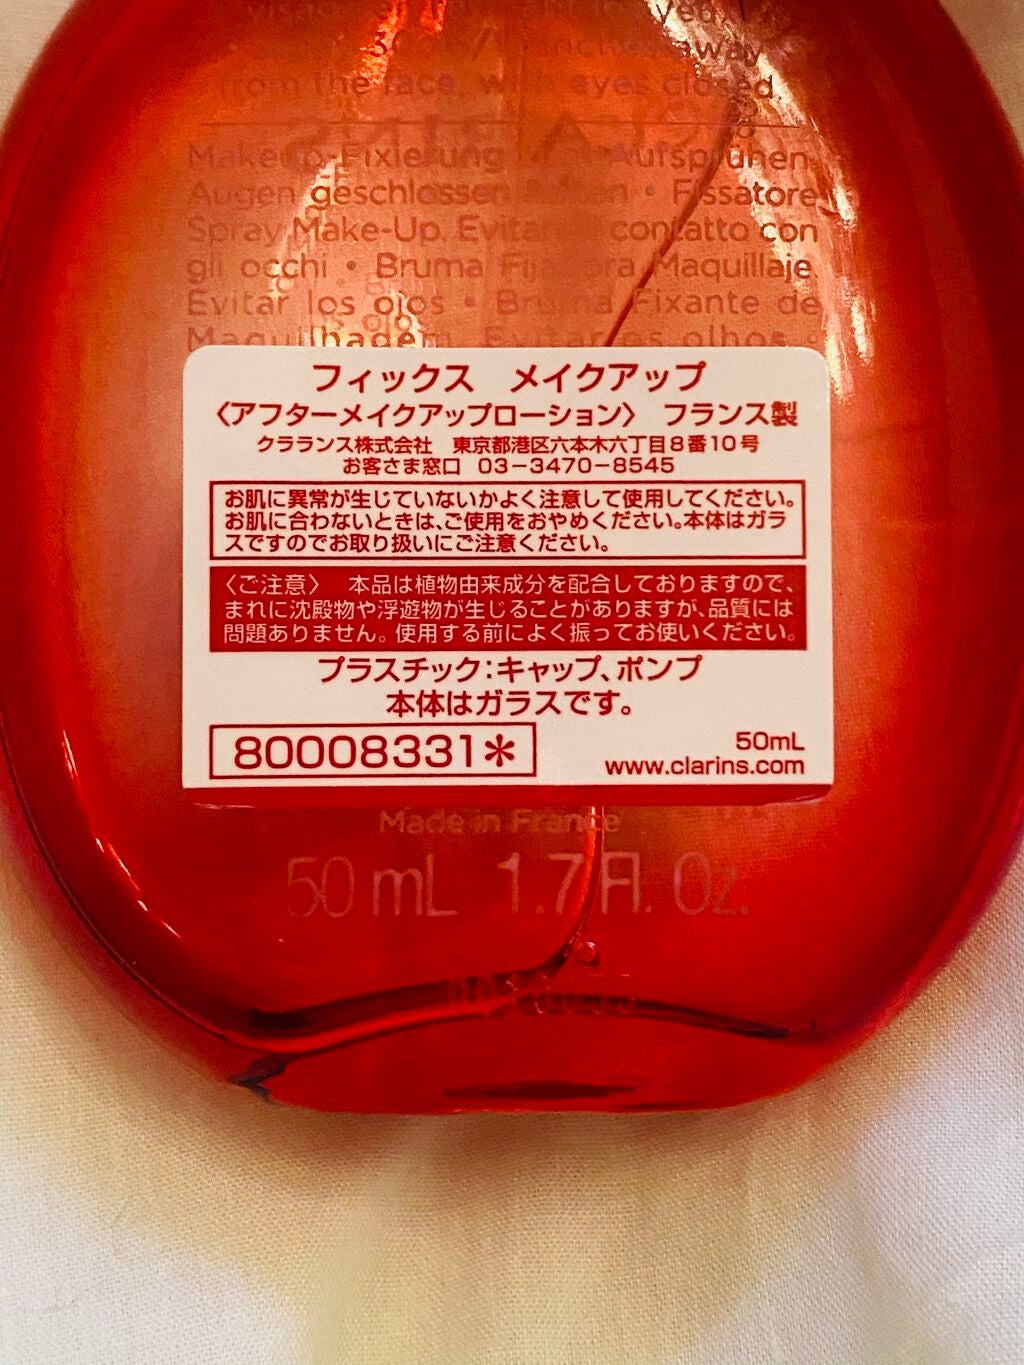 inches away
from the face, with eyes closed
Makeup-Fixierung Aufsprühen,
Augen geschlossen halten • Fissatore
Spray Make-Up. Evitare il contatto con
gli occhi • Bruma Fijadora Maquillaje.
Evitar los ojos • Bruma Fixante de
Maquilhagem. Evitar os olhos.
フィックス メイクアップ
〈アフターメイクアップローション〉 フランス製
クラランス株式会社 東京都港区六本木六丁目8番10号
お客さま窓口 03-3470-8545
お肌に異常が生じていないかよく注意して使用してください。
お肌に合わないときは、ご使用をおやめください。本体はガラ
スですのでお取り扱いにご注意ください。
〈ご注意〉 本品は植物由来成分を配合しておりますので、
まれに沈殿物や浮遊物が生じることがありますが、品質には
問題ありません。使用する前によく振ってお使いください。
プラスチック：キャップ、ポンプ
本体はガラスです。
80008331＊
50mL
www.clarins.com
Made in France
50 mL 1.7 Fl. Oz.